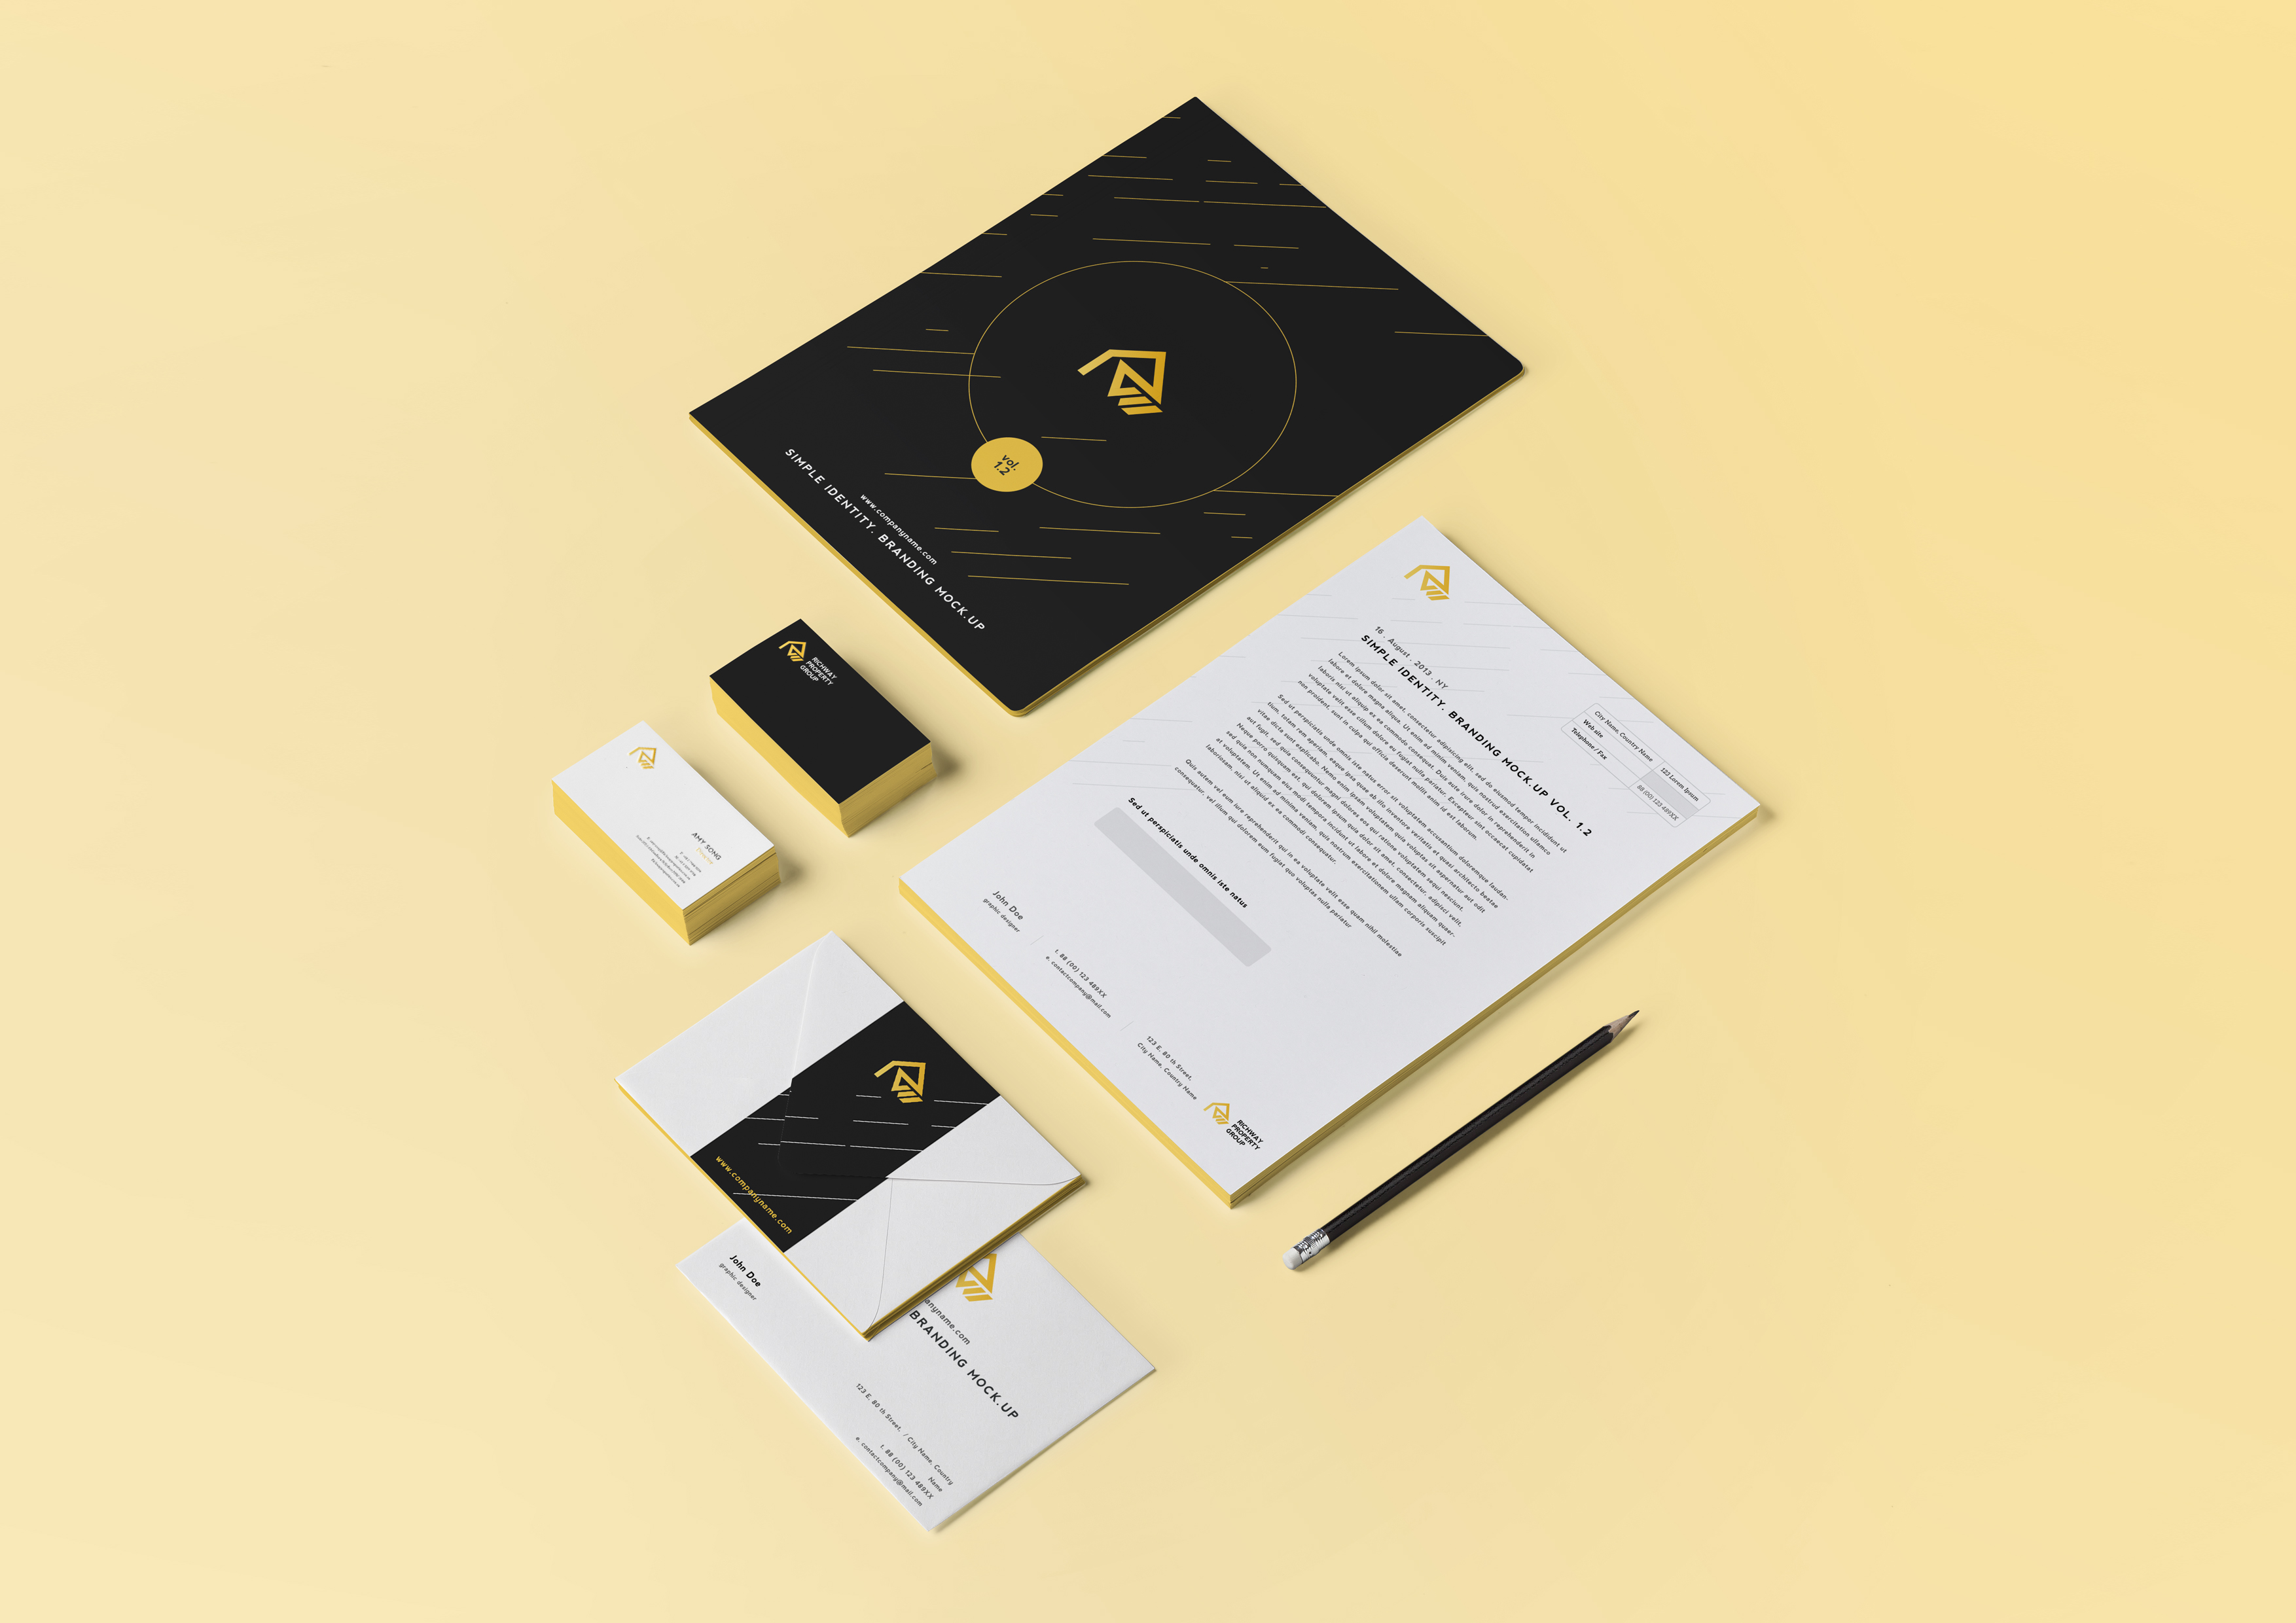 vol.
1.2
www.companyname.com
SIMPLE IDENTITY. BRANDING MOCK.UP
RICHWAY
PROPERTY
GROUP
AMY SONG
16 . August . 2013 . NY
SIMPLE IDENTITY. BRANDING MOCK.UP VOL. 1.2
Lorem ipsum dolor sit amet, consectetur adipisicing elit, sed do eiusmod tempor incididunt ut
labore et dolore magna aliqua. Ut enim ad minim veniam, quis nostrud exercitation ullamco
laboris nisi ut aliquip ex ea commodo consequat. Duis aute irure dolor in reprehenderit in
voluptate velit esse cillum dolore eu fugiat nulla pariatur. Excepteur sint occaecat cupidatat
non proident, sunt in culpa qui officia deserunt mollit anim id est laborum.
Sed ut perspiciatis unde omnis iste natus error sit voluptatem accusantium doloremque laudan-
tium, totam rem aperiam, eaque ipsa quae ab illo inventore veritatis et quasi architecto beatae
vitae dicta sunt explicabo. Nemo enim ipsam voluptatem quia voluptas sit aspernatur aut odit
aut fugit, sed quia consequuntur magni dolores eos qui ratione voluptatem sequi nesciunt.
Neque porro quisquam est, qui dolorem ipsum quia dolor sit amet, consectetur, adipisci velit,
sed quia non numquam eius modi tempora incidunt ut labore et dolore magnam aliquam quaer-
at voluptatem. Ut enim ad minima veniam, quis nostrum exercitationem ullam corporis suscipit
laboriosam, nisi ut aliquid ex ea commodi consequatur.
Quis autem vel eum iure reprehenderit qui in ea voluptate velit esse quam nihil molestiae
consequatur, vel illum qui dolorem eum fugiat quo voluptas nulla pariatur
Sed ut perspiciatis unde omnis iste natus
City Name, Country Name
123 Lorem Ipsum
Web site
Telephone / Fax
88 (00) 123 489XX
John Doe
graphic designer
t. 88 (00) 123 489XX
e. contactcompany@mail.com
123 E. 80 th Street,
City Name, Country Name
RICHWAY
PROPERTY
GROUP
www.companyname.com
John Doe
graphic designer
anyname.com
BRANDING MOCK.UP
123 E. 80 th Street, / City Name, Country
Name
t. 88 (00) 123 489XX
e. contactcompany@mail.com